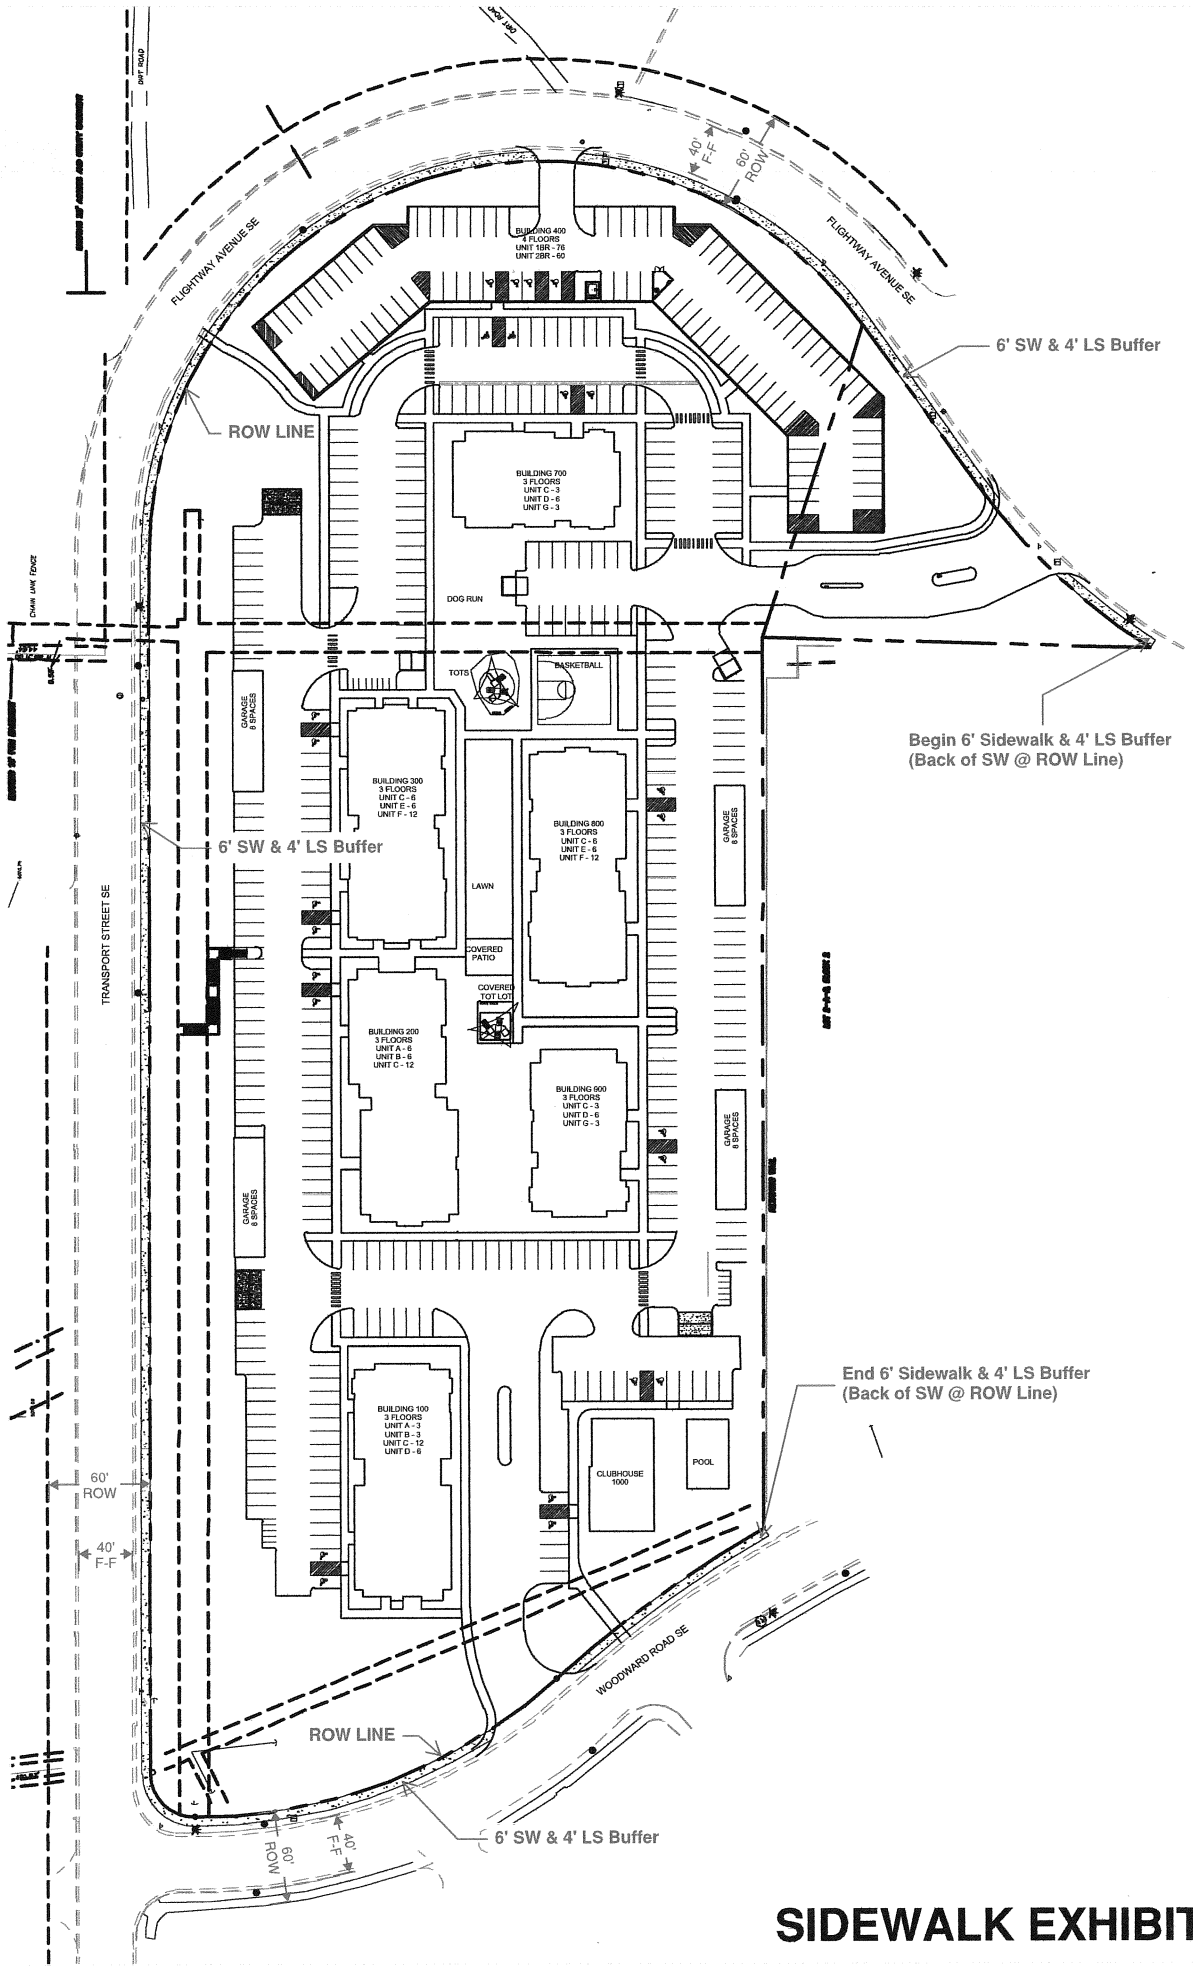 DIRT ROAD
DIRT ROAD
40'
F-F
60'
ROW
FLIGHTWAY AVENUE SE
FLIGHTWAY AVENUE SE
BUILDING 400
4 FLOORS
UNIT 1BR - 76
UNIT 2BR - 60
6' SW & 4' LS Buffer
ROW LINE
BUILDING 700
3 FLOORS
UNIT C - 3
UNIT D - 6
UNIT G - 3
CHAIN LINK FENCE
DOG RUN
TOTS
BASKETBALL
GARAGE
8 SPACES
Begin 6' Sidewalk & 4' LS Buffer
(Back of SW @ ROW Line)
BUILDING 300
3 FLOORS
UNIT C - 6
UNIT E - 6
UNIT F - 12
BUILDING 800
3 FLOORS
UNIT C - 6
UNIT E - 6
UNIT F - 12
GARAGE
8 SPACES
6' SW & 4' LS Buffer
LAWN
TRANSPORT STREET SE
COVERED
PATIO
COVERED
TOT LOT
BUILDING 200
3 FLOORS
UNIT A - 6
UNIT B - 6
UNIT C - 12
BUILDING 900
3 FLOORS
UNIT C - 3
UNIT D - 6
UNIT G - 3
GARAGE
8 SPACES
GARAGE
8 SPACES
End 6' Sidewalk & 4' LS Buffer
(Back of SW @ ROW Line)
BUILDING 100
3 FLOORS
UNIT A - 3
UNIT B - 3
UNIT C - 12
UNIT D - 6
CLUBHOUSE
1000
POOL
60'
ROW
40'
F-F
WOODWARD ROAD SE
ROW LINE
6' SW & 4' LS Buffer
40'
F-F
60'
ROW
SIDEWALK EXHIBIT